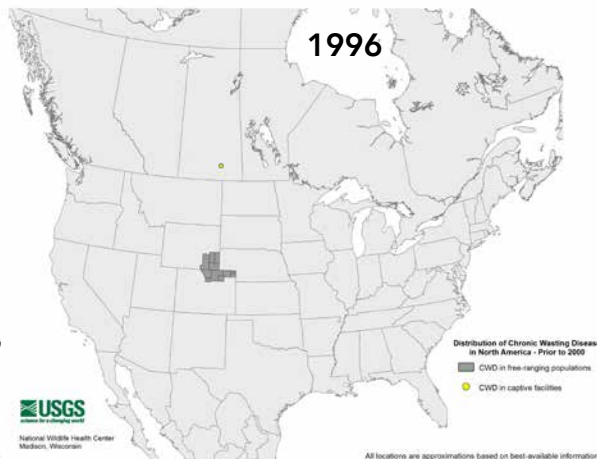 1996
Distribution of Chronic Wasting Disease
in North America - Prior to 2000
CWD in free-ranging populations
CWD in captive facilities
USGS
science for a changing world
National Wildlife Health Center
Madison, Wisconsin
All locations are approximations based on best-available information